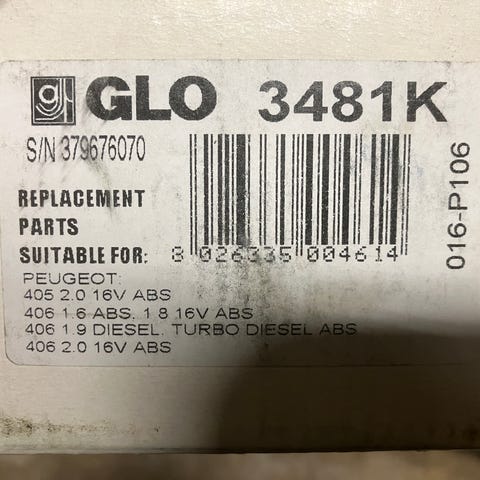 GLO 3481K
S/N 379676070
REPLACEMENT
PARTS
SUITABLE FOR:
8 026335 004614
016-P106
PEUGEOT:
405 2.0 16V ABS
406 1.6 ABS. 1.8 16V ABS
406 1.9 DIESEL. TURBO DIESEL ABS
406 2.0 16V ABS